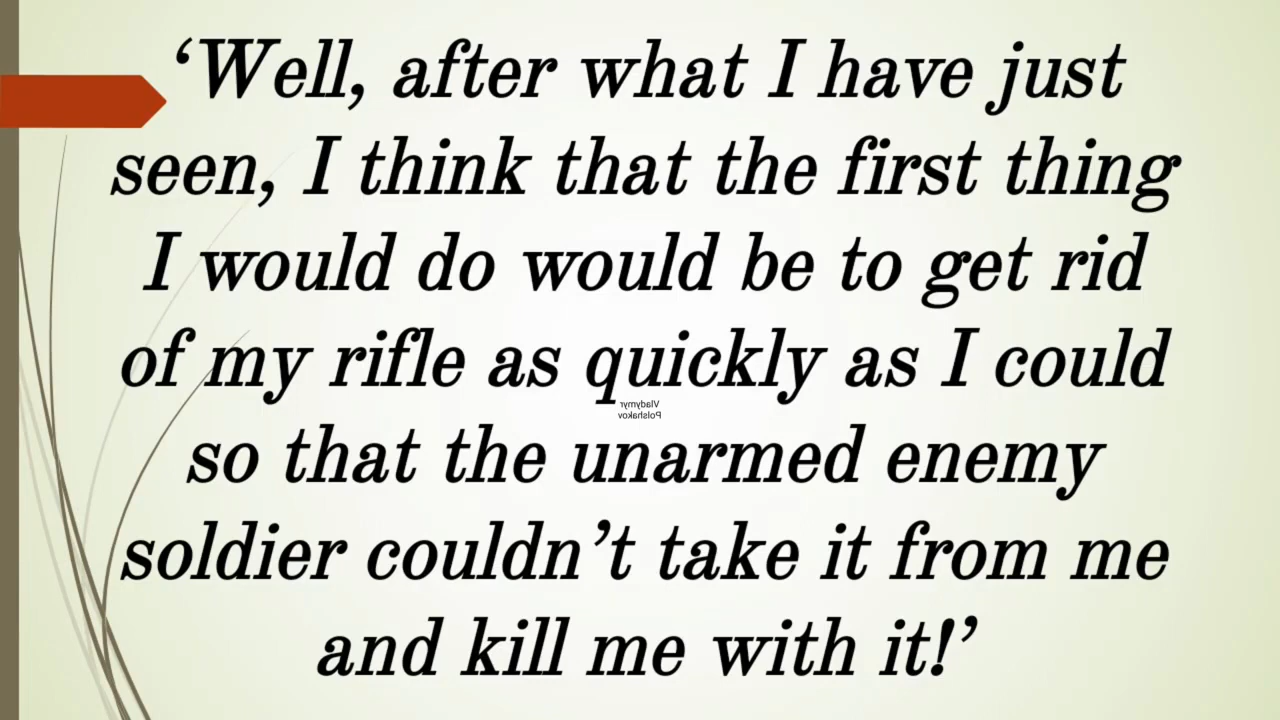 ‘Well, after what I have just
seen, I think that the first thing
I would do would be to get rid
of my rifle as quickly as I could
Vladymyr
Polshakov
so that the unarmed enemy
soldier couldn’t take it from me
and kill me with it!’